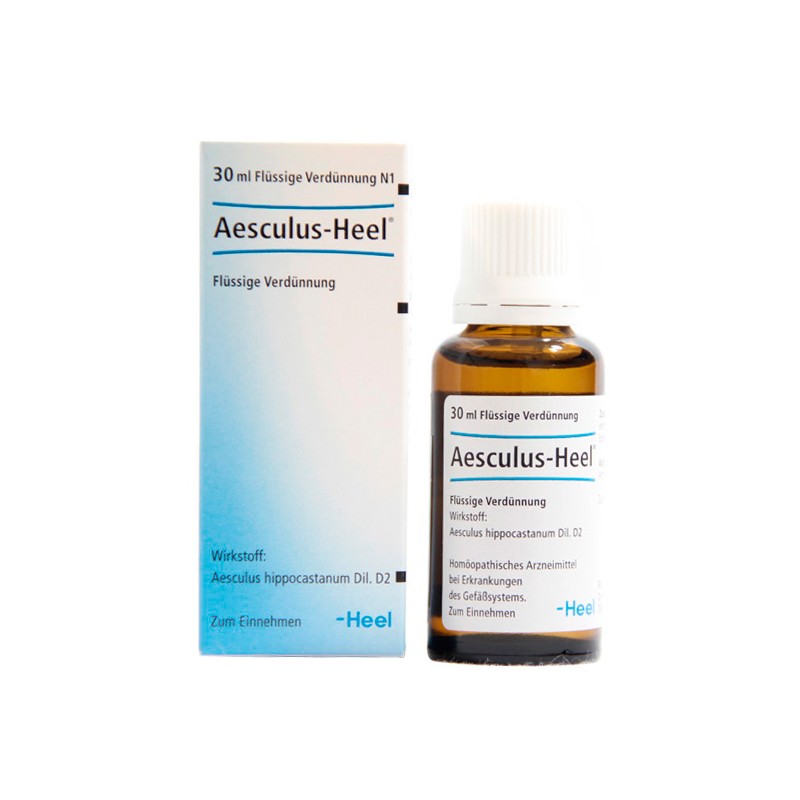 30 ml Flüssige Verdünnung N1
Aesculus-Heel®
Flüssige Verdünnung
Wirkstoff:
Aesculus hippocastanum Dil. D2
Zum Einnehmen
-Heel
30 ml Flüssige Verdünnung
Aesculus-Heel®
Flüssige Verdünnung
Wirkstoff:
Aesculus hippocastanum Dil. D2
Homöopathisches Arzneimittel
bei Erkrankungen
des Gefäßsystems.
Zum Einnehmen
-Heel